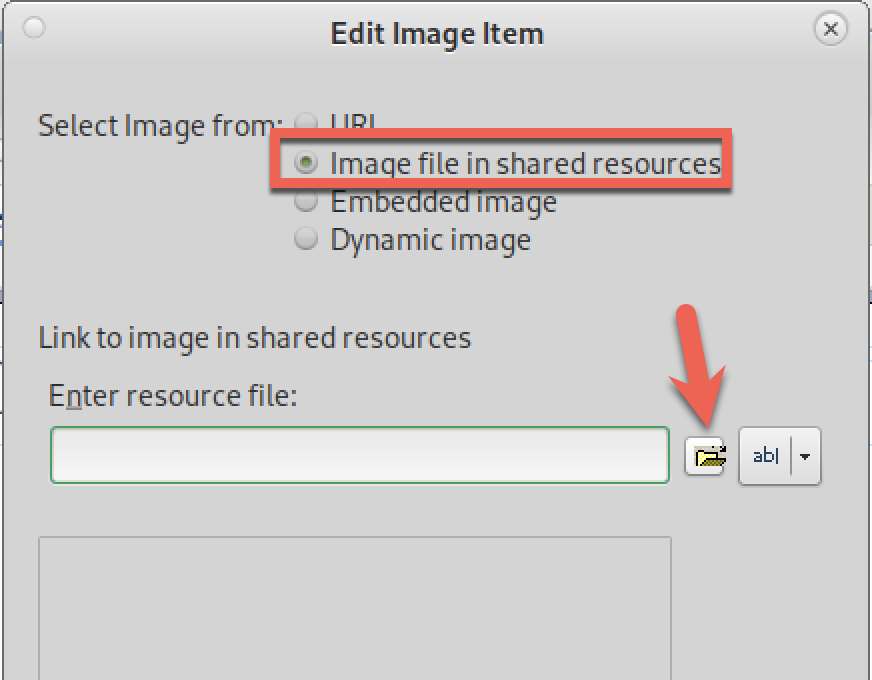 Edit Image Item
Select Image from: URI
Image file in shared resources
Embedded image
Dynamic image
Link to image in shared resources
Enter resource file:
ab|